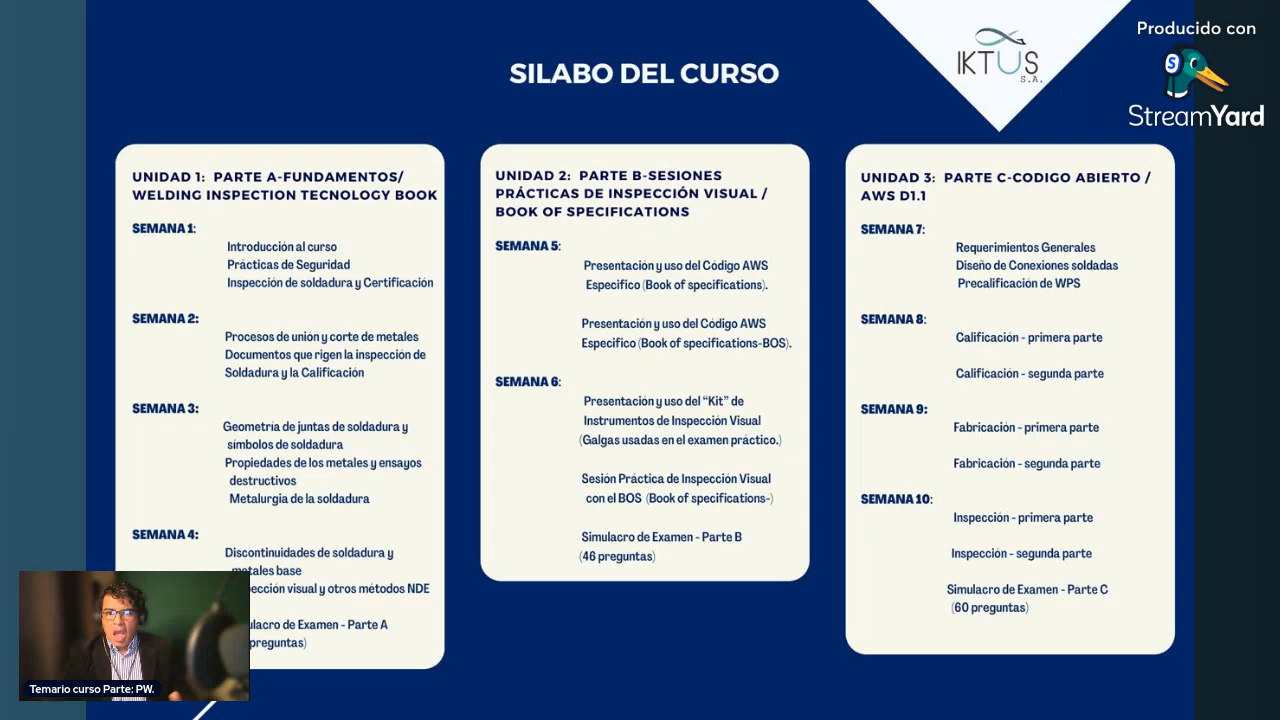 Producido con
StreamYard
IKTUS
S.A.
SILABO DEL CURSO
UNIDAD 1: PARTE A-FUNDAMENTOS/
WELDING INSPECTION TECNOLOGY BOOK
SEMANA 1:
Introducción al curso
Prácticas de Seguridad
Inspección de soldadura y Certificación
SEMANA 2:
Procesos de unión y corte de metales
Documentos que rigen la inspección de
Soldadura y la Calificación
SEMANA 3:
Geometría de juntas de soldadura y
símbolos de soldadura
Propiedades de los metales y ensayos
destructivos
Metalurgia de la soldadura
SEMANA 4:
Discontinuidades de soldadura y
metales base
ección visual y otros métodos NDE
ulacro de Examen - Parte A
preguntas)
UNIDAD 2: PARTE B-SESIONES
PRÁCTICAS DE INSPECCIÓN VISUAL /
BOOK OF SPECIFICATIONS
SEMANA 5:
Presentación y uso del Código AWS
Especifico (Book of specifications).
Presentación y uso del Código AWS
Especifico (Book of specifications-BOS).
SEMANA 6:
Presentación y uso del “Kit” de
Instrumentos de Inspección Visual
(Galgas usadas en el examen práctico.)
Sesión Práctica de Inspección Visual
con el BOS (Book of specifications-)
Simulacro de Examen - Parte B
(46 preguntas)
UNIDAD 3: PARTE C-CODIGO ABIERTO /
AWS D1.1
SEMANA 7:
Requerimientos Generales
Diseño de Conexiones soldadas
Precalificación de WPS
SEMANA 8:
Calificación - primera parte
Calificación - segunda parte
SEMANA 9:
Fabricación - primera parte
Fabricación - segunda parte
SEMANA 10:
Inspección - primera parte
Inspección - segunda parte
Simulacro de Examen - Parte C
(60 preguntas)
Temario curso Parte: PW.